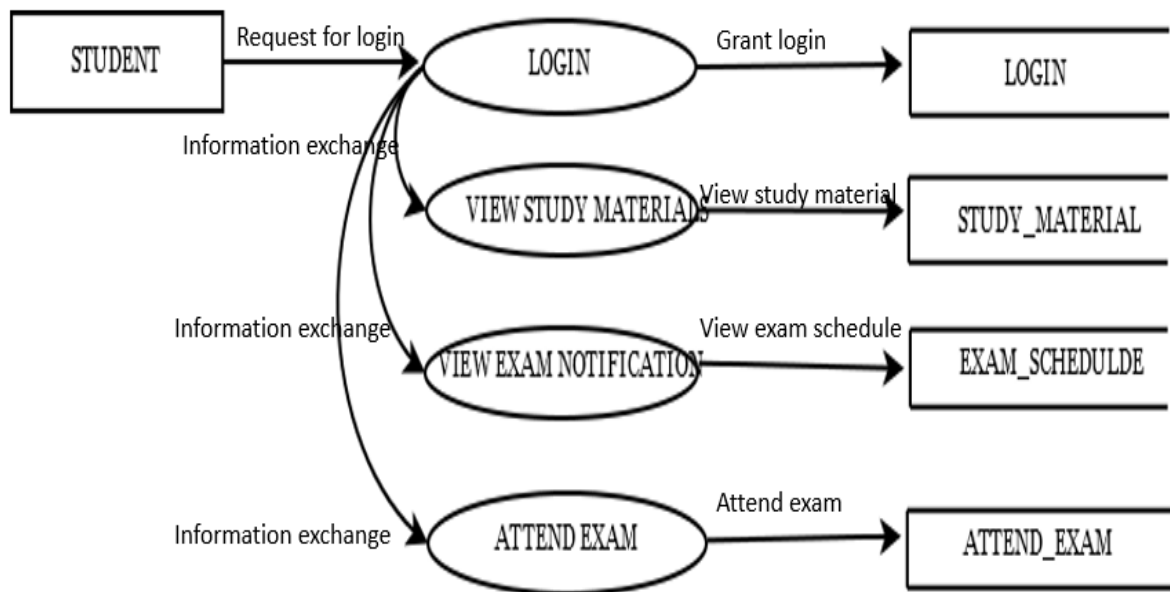 STUDENT
Request for login
LOGIN
Grant login
LOGIN
Information exchange
VIEW STUDY MATERIALS
View study material
STUDY_MATERIAL
Information exchange
VIEW EXAM NOTIFICATION
View exam schedule
EXAM_SCHEDULDE
Information exchange
ATTEND EXAM
Attend exam
ATTEND_EXAM